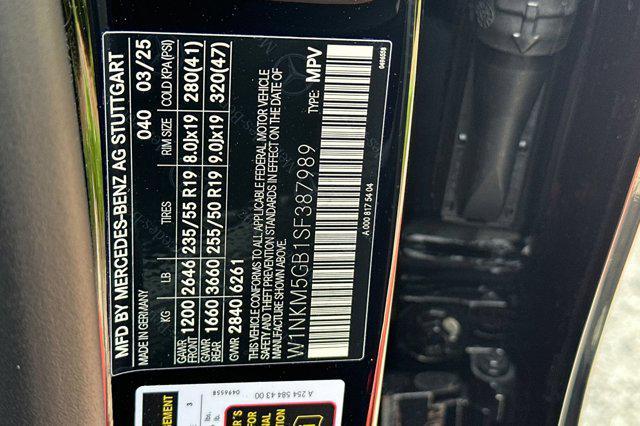 MFD BY MERCEDES-BENZ AG STUTTGART
MADE IN GERMANY 040 03/25
KG LB TIRES RIM SIZE COLD KPA(PSI)
GAWR FRONT 1200 2646 235/55 R19 8.0Jx19 280(41)
GAWR REAR 1660 3660 255/50 R19 9.0Jx19 320(47)
GVWR 2840 6261
THIS VEHICLE CONFORMS TO ALL APPLICABLE FEDERAL MOTOR VEHICLE
SAFETY AND THEFT PREVENTION STANDARDS IN EFFECT ON THE DATE OF
MANUFACTURE SHOWN ABOVE.
W1NKM5GB1SF387989 TYPE: MPV
A 000 817 54 04 0496558
A 254 584 43 00
0496558
3